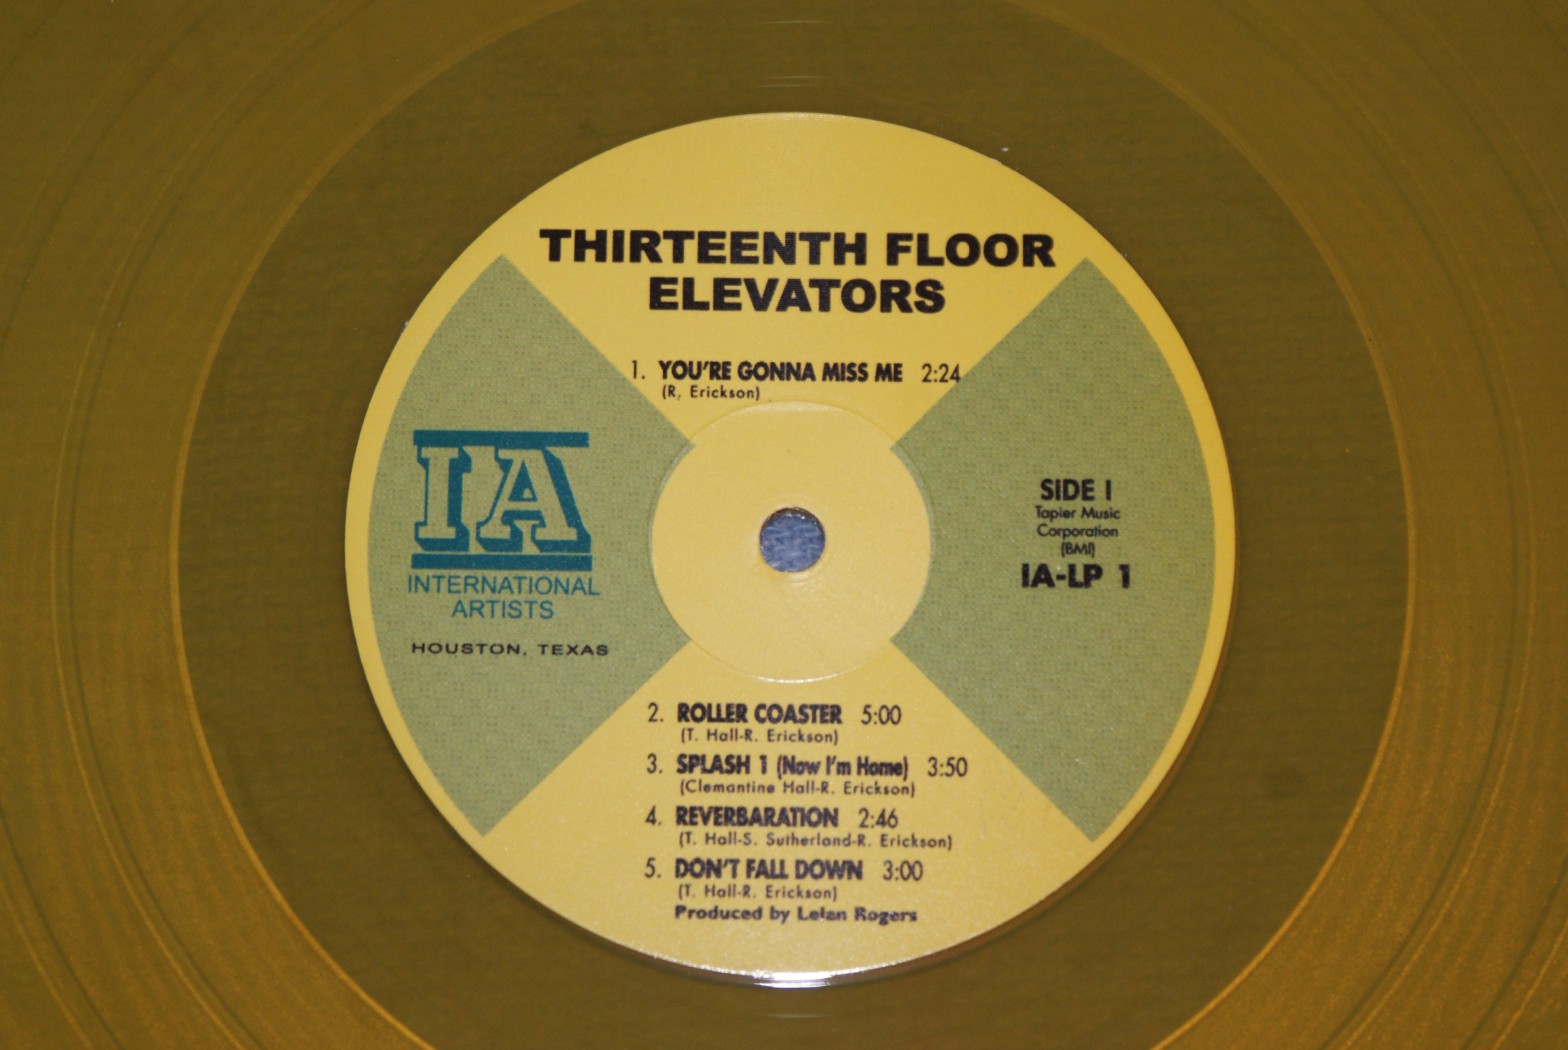 THIRTEENTH FLOOR
ELEVATORS
1. YOU'RE GONNA MISS ME 2:24
(R. Erickson)
IA
INTERNATIONAL
ARTISTS
HOUSTON, TEXAS
SIDE I
Tapier Music
Corporation
(BMI)
IA-LP 1
2. ROLLER COASTER 5:00
(T. Hall-R. Erickson)
3. SPLASH 1 (Now I'm Home) 3:50
(Clemantine Hall-R. Erickson)
4. REVERBARATION 2:46
(T. Hall-S. Sutherland-R. Erickson)
5. DON'T FALL DOWN 3:00
(T. Hall-R. Erickson)
Produced by Lelan Rogers